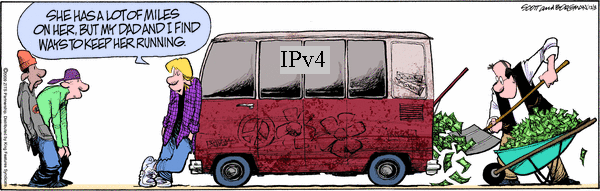 SHE HAS A LOT OF MILES
ON HER, BUT MY DAD AND I FIND
WAYS TO KEEP HER RUNNING.
IPv4
SCOTT and BORGMAN